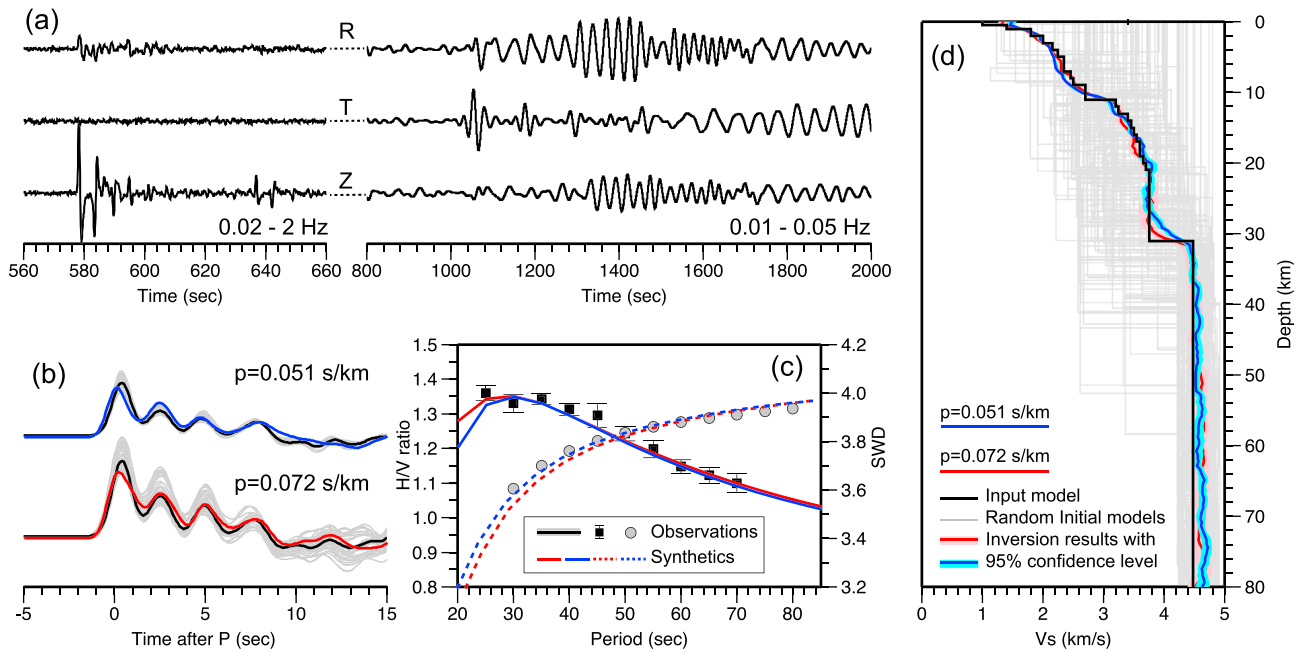 (a)
R
T
Z
0.02 - 2 Hz
0.01 - 0.05 Hz
560 580 600 620 640 660
Time (sec)
800 1000 1200 1400 1600 1800 2000
Time (sec)
(b)
p=0.051 s/km
p=0.072 s/km
-5 0 5 10 15
Time after P (sec)
(c)
H/V ratio
1.5
1.4
1.3
1.2
1.1
1.0
0.9
0.8
SWD
4.2
4.0
3.8
3.6
3.4
3.2
Observations
Synthetics
20 30 40 50 60 70 80
Period (sec)
(d)
0
10
20
30
40
50
60
70
80
Depth (km)
p=0.051 s/km
p=0.072 s/km
Input model
Random Initial models
Inversion results with
95% confidence level
0 1 2 3 4 5
Vs (km/s)